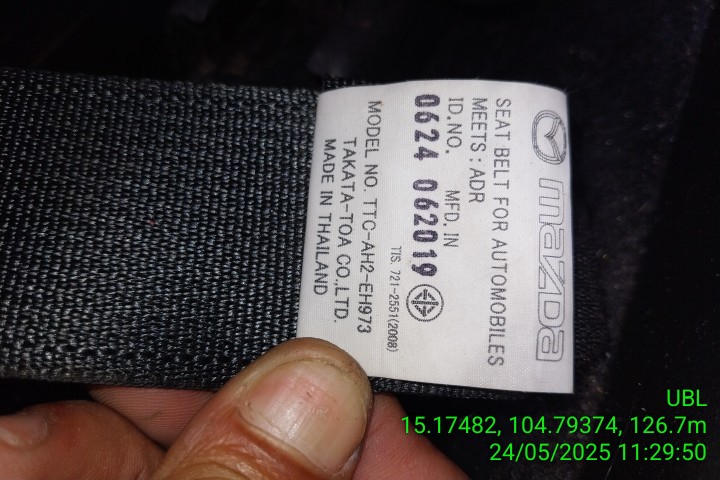 mazda
SEAT BELT FOR AUTOMOBILES
MEETS : ADR
ID.NO. MFD. IN
0624 062019
TIS. 721-2551(2008)
MODEL NO. TTC-AH2-EH973
TAKATA-TOA CO.,LTD.
MADE IN THAILAND
UBL
15.17482, 104.79374, 126.7m
24/05/2025 11:29:50